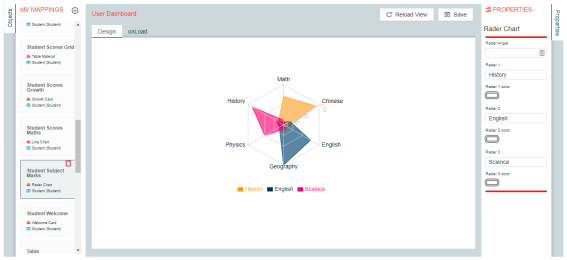 Objects
MY MAPPINGS
Student (Student)
Student Scores Grid
Table Material
Student (Student)
Student Scores
Growth
Growth Card
Student (Student)
Student Scores
Maths
Line Chart
Student (Student)
Student Subject
Marks
Rader Chart
Student (Student)
Student Welcome
Welcome Card
Student (Student)
Table
User Dashboard
Reload View
Save
Design
onLoad
Math
History
Chinese
Physics
English
Geography
History
English
Science
PROPERTIES
Rader Chart
Rader Angle
Rader 1
History
Rader 1 color
Rader 2
English
Rader 2 color
Rader 3
Science
Rader 3 color
Properties